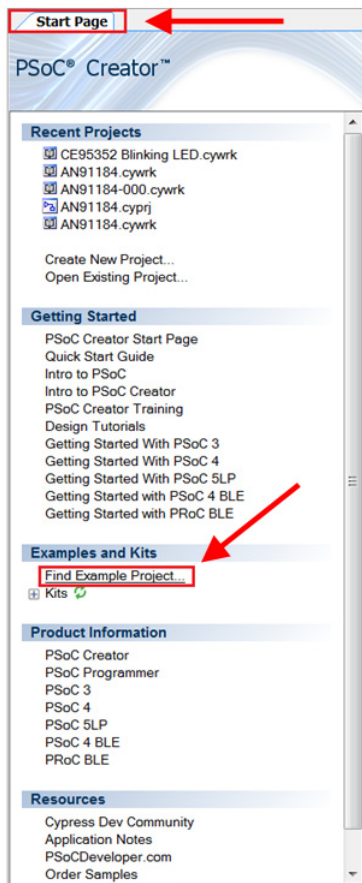 Start Page
PSoC® Creator™
Recent Projects
CE95352 Blinking LED.cywrk
AN91184.cywrk
AN91184-000.cywrk
AN91184.cyprj
AN91184.cywrk
Create New Project...
Open Existing Project...
Getting Started
PSoC Creator Start Page
Quick Start Guide
Intro to PSoC
Intro to PSoC Creator
PSoC Creator Training
Design Tutorials
Getting Started With PSoC 3
Getting Started With PSoC 4
Getting Started With PSoC 5LP
Getting Started with PSoC 4 BLE
Getting Started with PRoC BLE
Examples and Kits
Find Example Project...
Kits
Product Information
PSoC Creator
PSoC Programmer
PSoC 3
PSoC 4
PSoC 5LP
PSoC 4 BLE
PRoC BLE
Resources
Cypress Dev Community
Application Notes
PSoCDeveloper.com
Order Samples